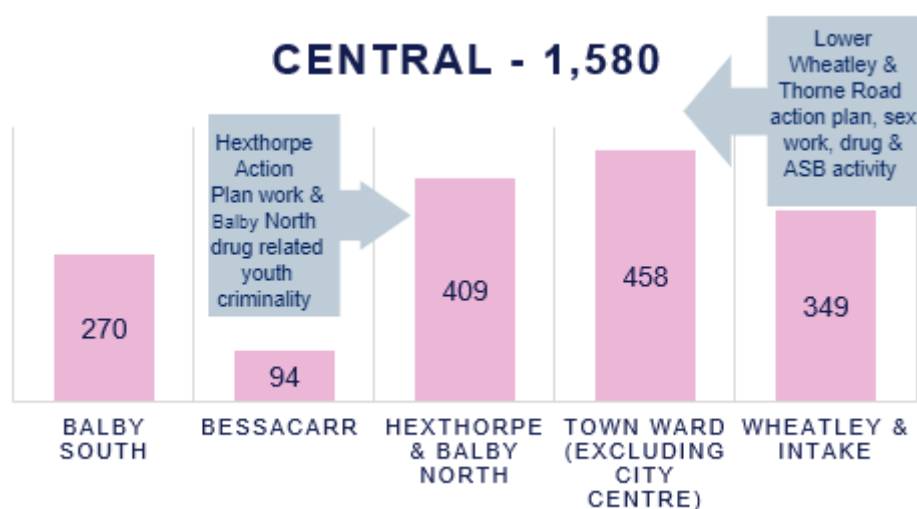 CENTRAL - 1,580
Lower
Wheatley &
Thorne Road
action plan, sex
work, drug &
ASB activity
Hexthorpe
Action
Plan work &
Balby North
drug related
youth
criminality
270
94
409
458
349
BALBY
SOUTH
BESSACARR
HEXTHORPE
& BALBY
NORTH
TOWN WARD
(EXCLUDING
CITY
CENTRE)
WHEATLEY &
INTAKE